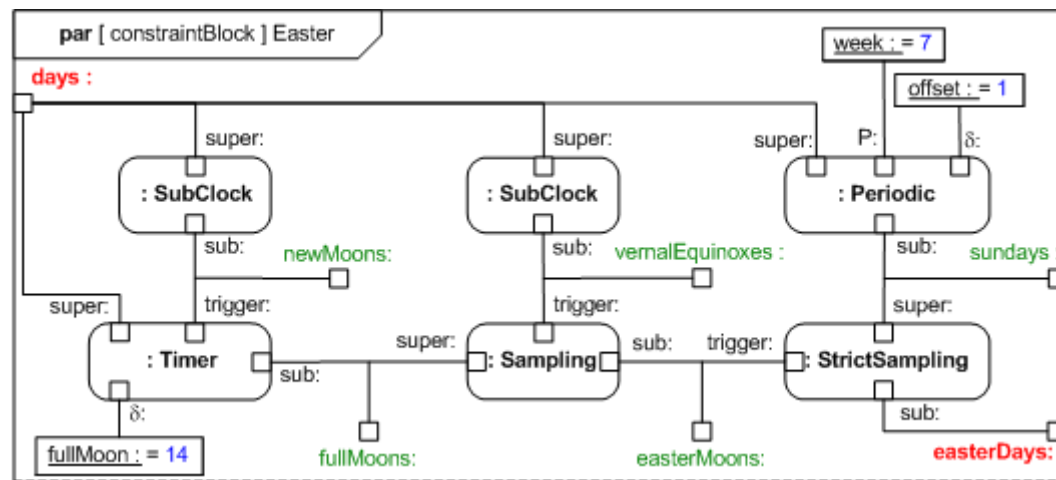 par [ constraintBlock ] Easter
week : = 7
days :
offset : = 1
super:
super:
super:
P:
δ:
: SubClock
: SubClock
: Periodic
sub:
newMoons:
sub:
vernalEquinoxes :
sub:
sundays :
super:
trigger:
trigger:
super:
: Timer
super:
: Sampling
sub:
trigger:
: StrictSampling
sub:
δ:
sub:
fullMoon : = 14
fullMoons:
easterMoons:
easterDays: